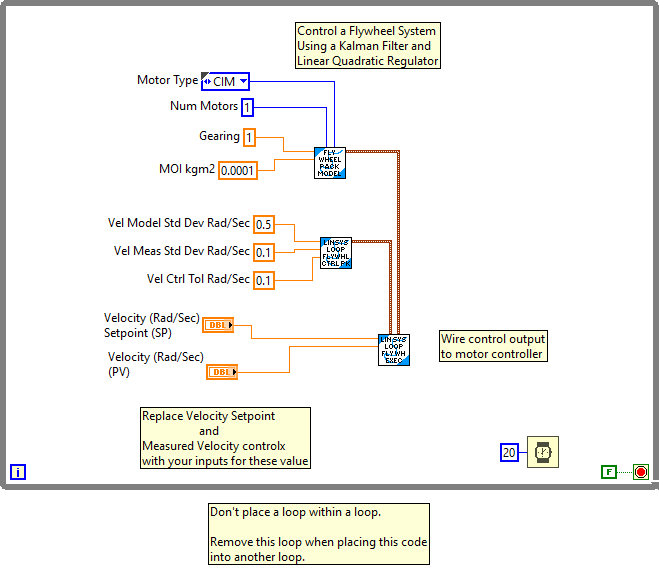 Control a Flywheel System
Using a Kalman Filter and
Linear Quadratic Regulator
Motor Type CIM
Num Motors 1
Gearing 1
MOI kgm2 0.0001
FLY
WHEEL
PACK
MODEL
Vel Model Std Dev Rad/Sec 0.5
Vel Meas Std Dev Rad/Sec 0.1
Vel Ctrl Tol Rad/Sec 0.1
LINSYS
LOOP
FLYWHL
CTRL PK
Velocity (Rad/Sec)
Setpoint (SP)
DBL
Velocity (Rad/Sec)
(PV)
DBL
LINSYS
LOOP
FLYWH
EXEC
Wire control output
to motor controller
Replace Velocity Setpoint
and
Measured Velocity controlx
with your inputs for these value
20
i
F
Don't place a loop within a loop.
Remove this loop when placing this code
into another loop.